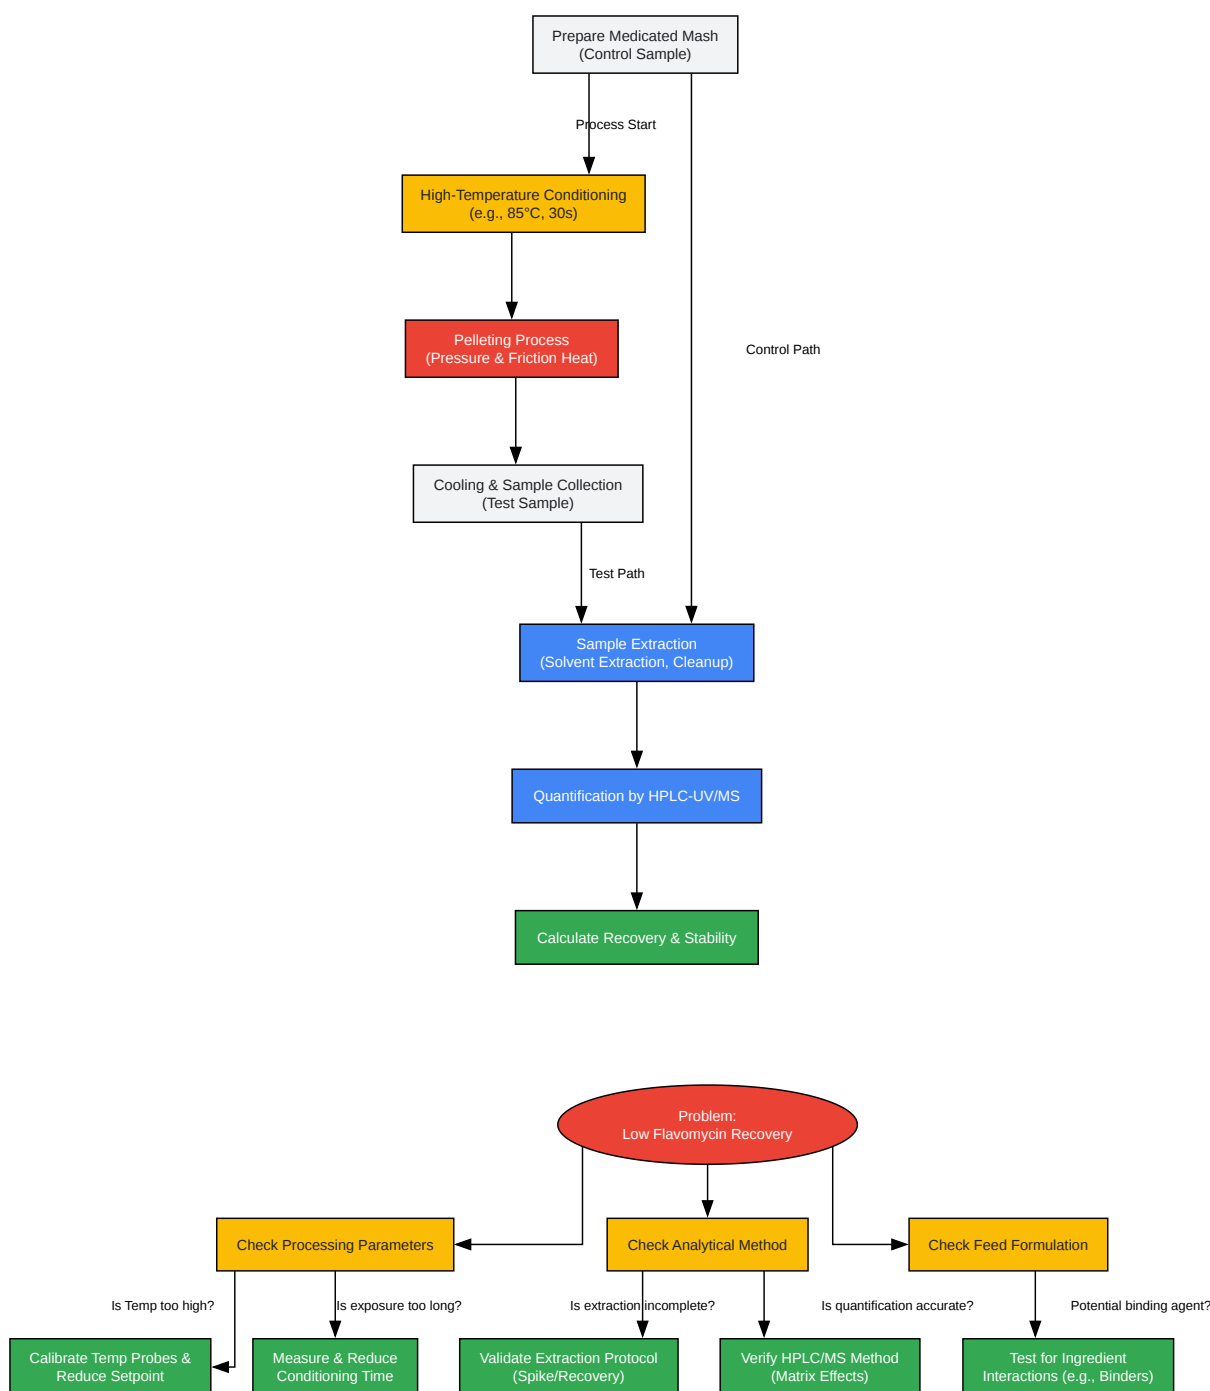 Prepare Medicated Mash
(Control Sample)
Process Start
High-Temperature Conditioning
(e.g., 85°C, 30s)
Pelleting Process
(Pressure & Friction Heat)
Control Path
Cooling & Sample Collection
(Test Sample)
Test Path
Sample Extraction
(Solvent Extraction, Cleanup)
Quantification by HPLC-UV/MS
Calculate Recovery & Stability
Problem:
Low Flavomycin Recovery
Check Processing Parameters
Check Analytical Method
Check Feed Formulation
Is Temp too high?
Is exposure too long?
Is extraction incomplete?
Is quantification accurate?
Potential binding agent?
Calibrate Temp Probes &
Reduce Setpoint
Measure & Reduce
Conditioning Time
Validate Extraction Protocol
(Spike/Recovery)
Verify HPLC/MS Method
(Matrix Effects)
Test for Ingredient
Interactions (e.g., Binders)